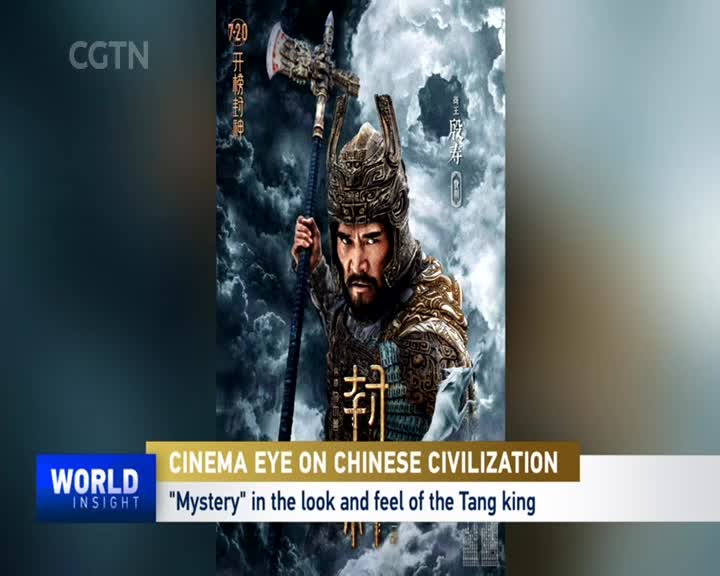 CGTN
7·20
开榜封神
商王
殷寿
封
CINEMA EYE ON CHINESE CIVILIZATION
WORLD
INSIGHT
"Mystery" in the look and feel of the Tang king